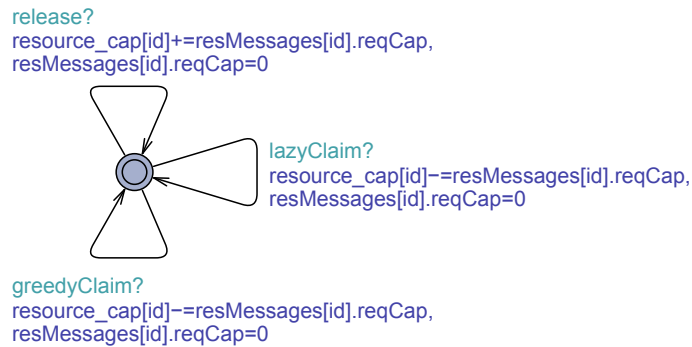 release?
resource_cap[id]+=resMessages[id].reqCap,
resMessages[id].reqCap=0
lazyClaim?
resource_cap[id]−=resMessages[id].reqCap,
resMessages[id].reqCap=0
greedyClaim?
resource_cap[id]−=resMessages[id].reqCap,
resMessages[id].reqCap=0